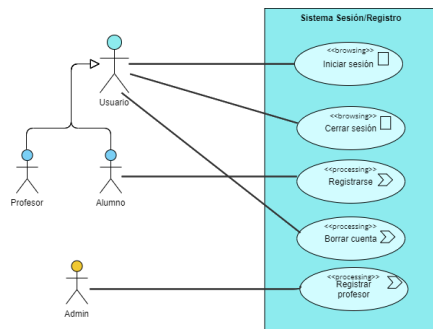 Sistema Sesión/Registro
<<browsing>>
Iniciar sesión
Usuario
<<browsing>>
Cerrar sesión
<<processing>>
Registrarse
Profesor
Alumno
<<processing>>
Borrar cuenta
<<processing>>
Registrar
profesor
Admin